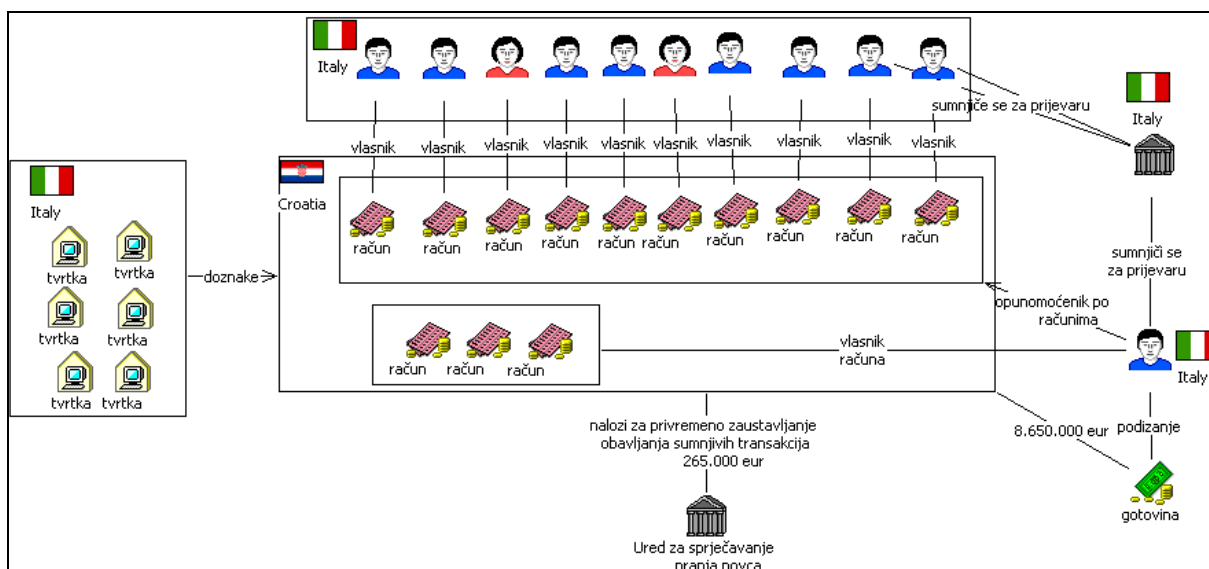 Italy
sumnjiče se za prijevaru
Italy
vlasnik vlasnik vlasnik vlasnik vlasnik vlasnik vlasnik vlasnik vlasnik vlasnik
Italy
Croatia
račun račun račun račun račun račun račun račun račun račun
tvrtka tvrtka
tvrtka tvrtka
tvrtka tvrtka
doznake
sumnjiči se
za prijevaru
opunomoćenik po
računima
račun račun račun
vlasnik
računa
Italy
nalozi za privremeno zaustavljanje
obavljanja sumnjivih transakcija
265.000 eur
8.650.000 eur
podizanje
gotovina
Ured za sprječavanje
pranja novca